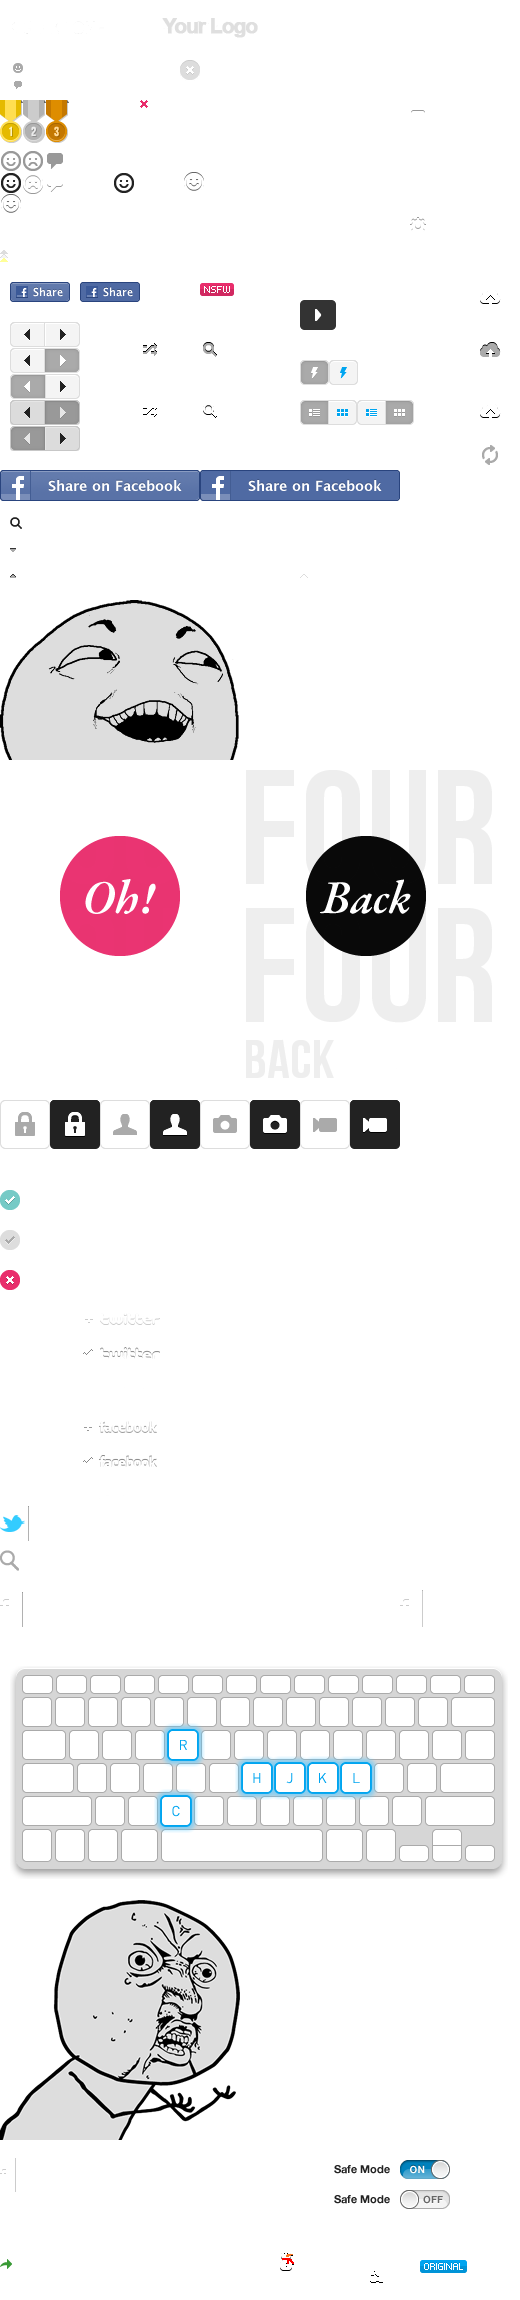 Your Logo
1 2 3
Share Share
NSFW
Share on Facebook Share on Facebook
FOUR
Oh! Back
FOUR
BACK
twitter
twitter
facebook
facebook
R
H J K L
C
Safe Mode ON
Safe Mode OFF
ORIGINAL